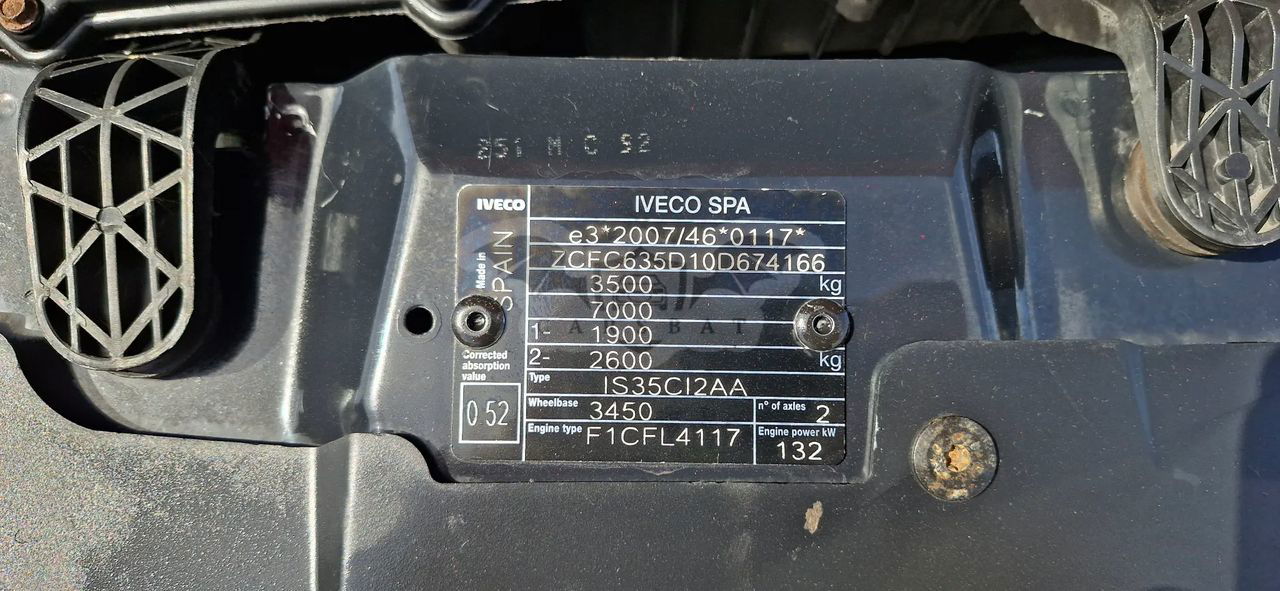 251 M C 92
IVECO IVECO SPA
Made in SPAIN
e3*2007/46*0117*
ZCFC635D10D674166
3500 kg
7000
1- 1900
2- 2600 kg
Corrected absorption value
0 52
Type IS35CI2AA
Wheelbase 3450 n° of axles 2
Engine type F1CFL4117 Engine power kW 132